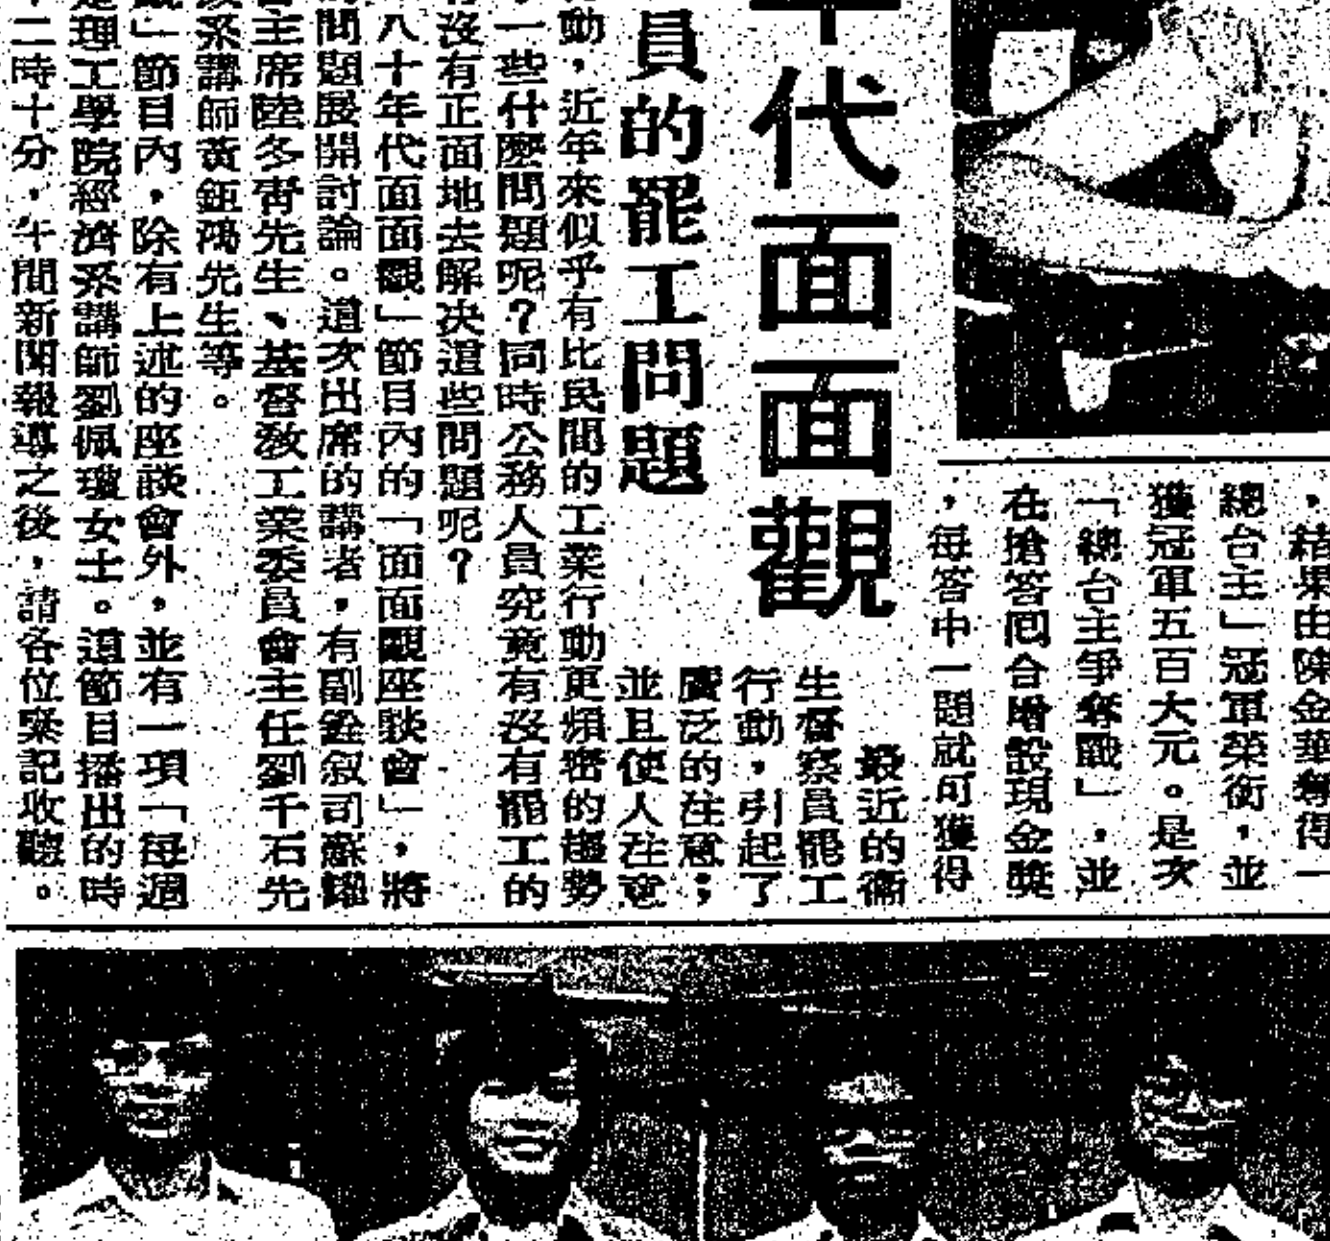 ，結果由陳金華奪得一
總台主」冠軍榮銜，並
獲冠軍五百大元。是次
「總台主爭奪戰」，並
在搶答回合增設現金獎
，每答中一題就可獲得
年代面面觀
員的罷工問題
最近的衞
生督察員罷工
行動，引起了
廣泛的注意；
並且使人注意
動，近年來似乎有比民間的工業行動更頻密的趨勢
一些什麽問題呢？同時公務人員究竟有沒有罷工的
沒有正面地去解决這些問題呢？
八十年代面面觀」節目內的「面面觀座談會」，將
問題展開討論。這次出席的講者，有副銓叙司蘇耀
主席陸冬青先生、基督教工業委員會主任劉千石先
系講師黃鉅鴻先生等。
」節目內，除有上述的座談會外，並有一項「每週
理工學院經濟系講師劉佩瓊女士。這節目播出的時
二時十分，午間新聞報導之後，請各位緊記收聽。